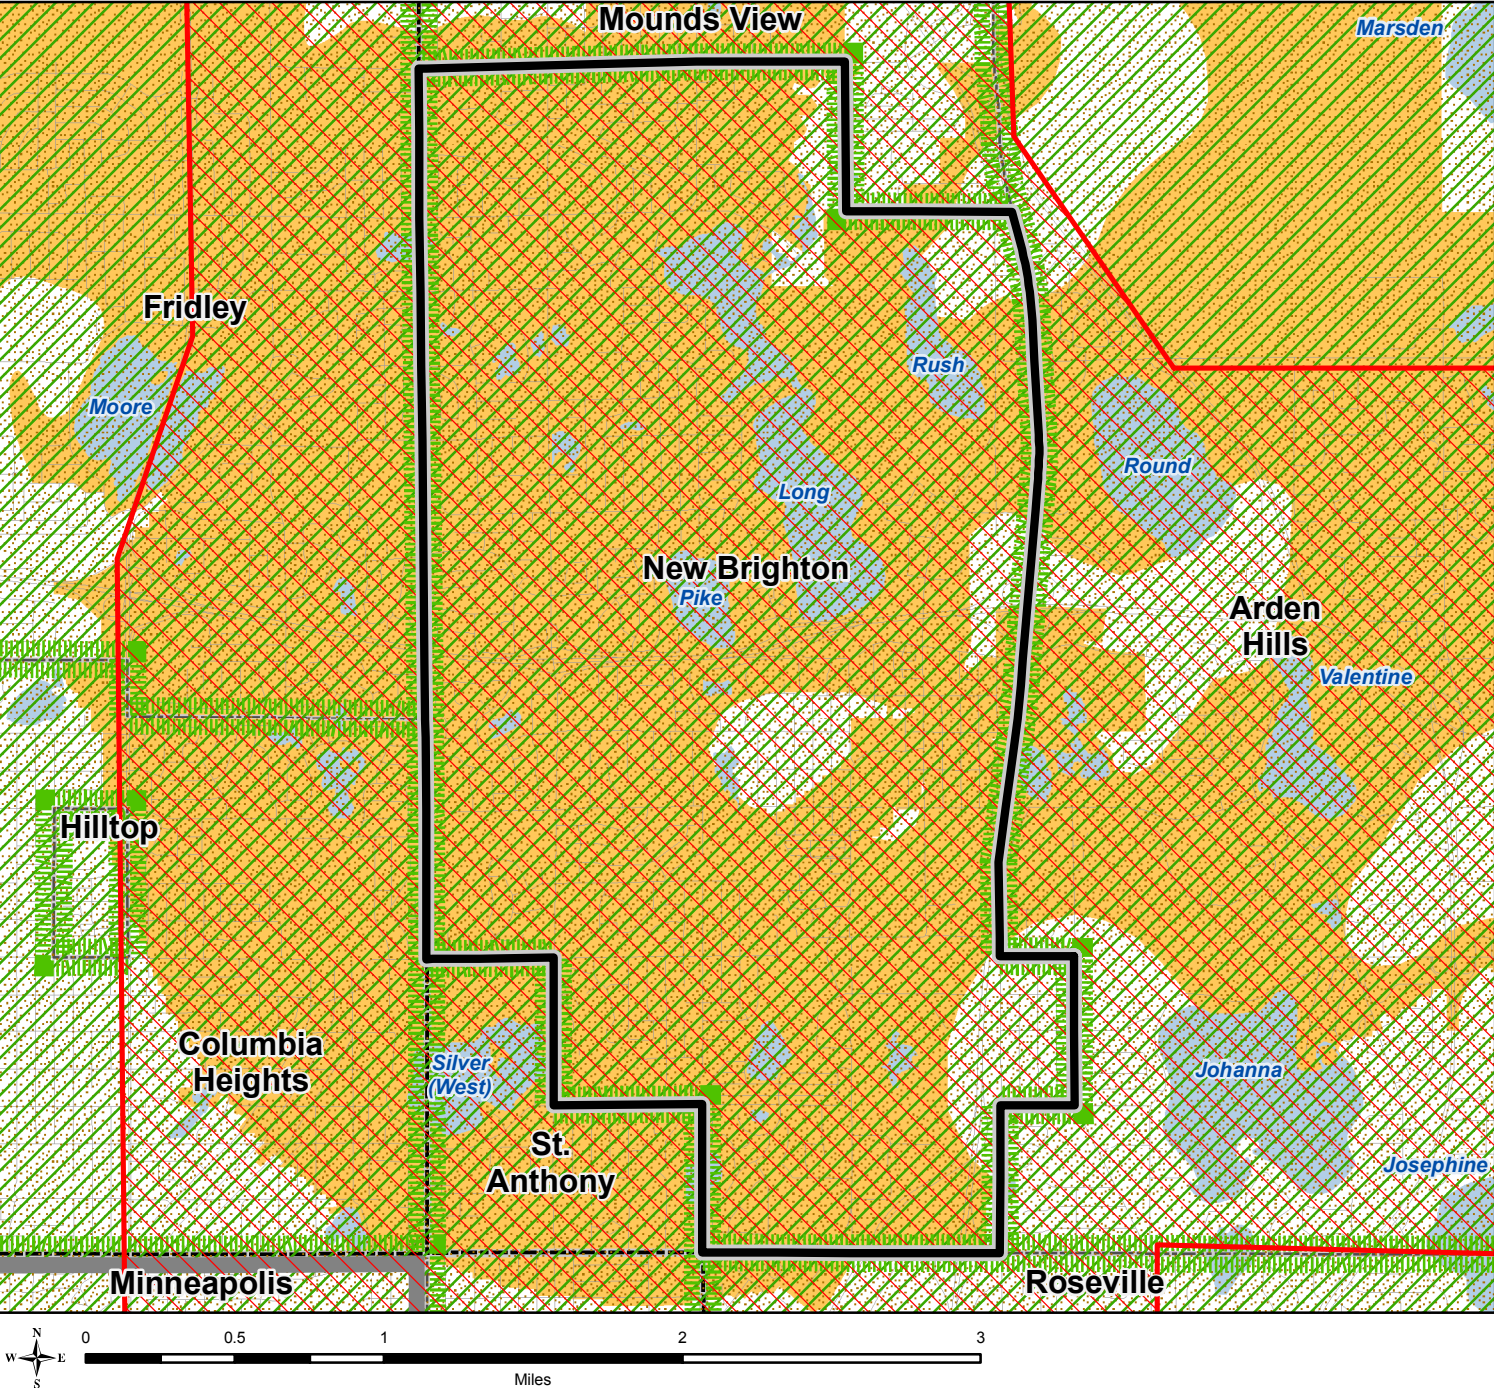 Mounds View
Marsden
Fridley
Rush
Moore
Round
Long
New Brighton
Pike
Arden
Hills
Valentine
Hilltop
Columbia
Heights
Silver
(West)
Johanna
St.
Anthony
Josephine
Minneapolis
Roseville
N
W E
S
0 0.5 1 2 3
Miles